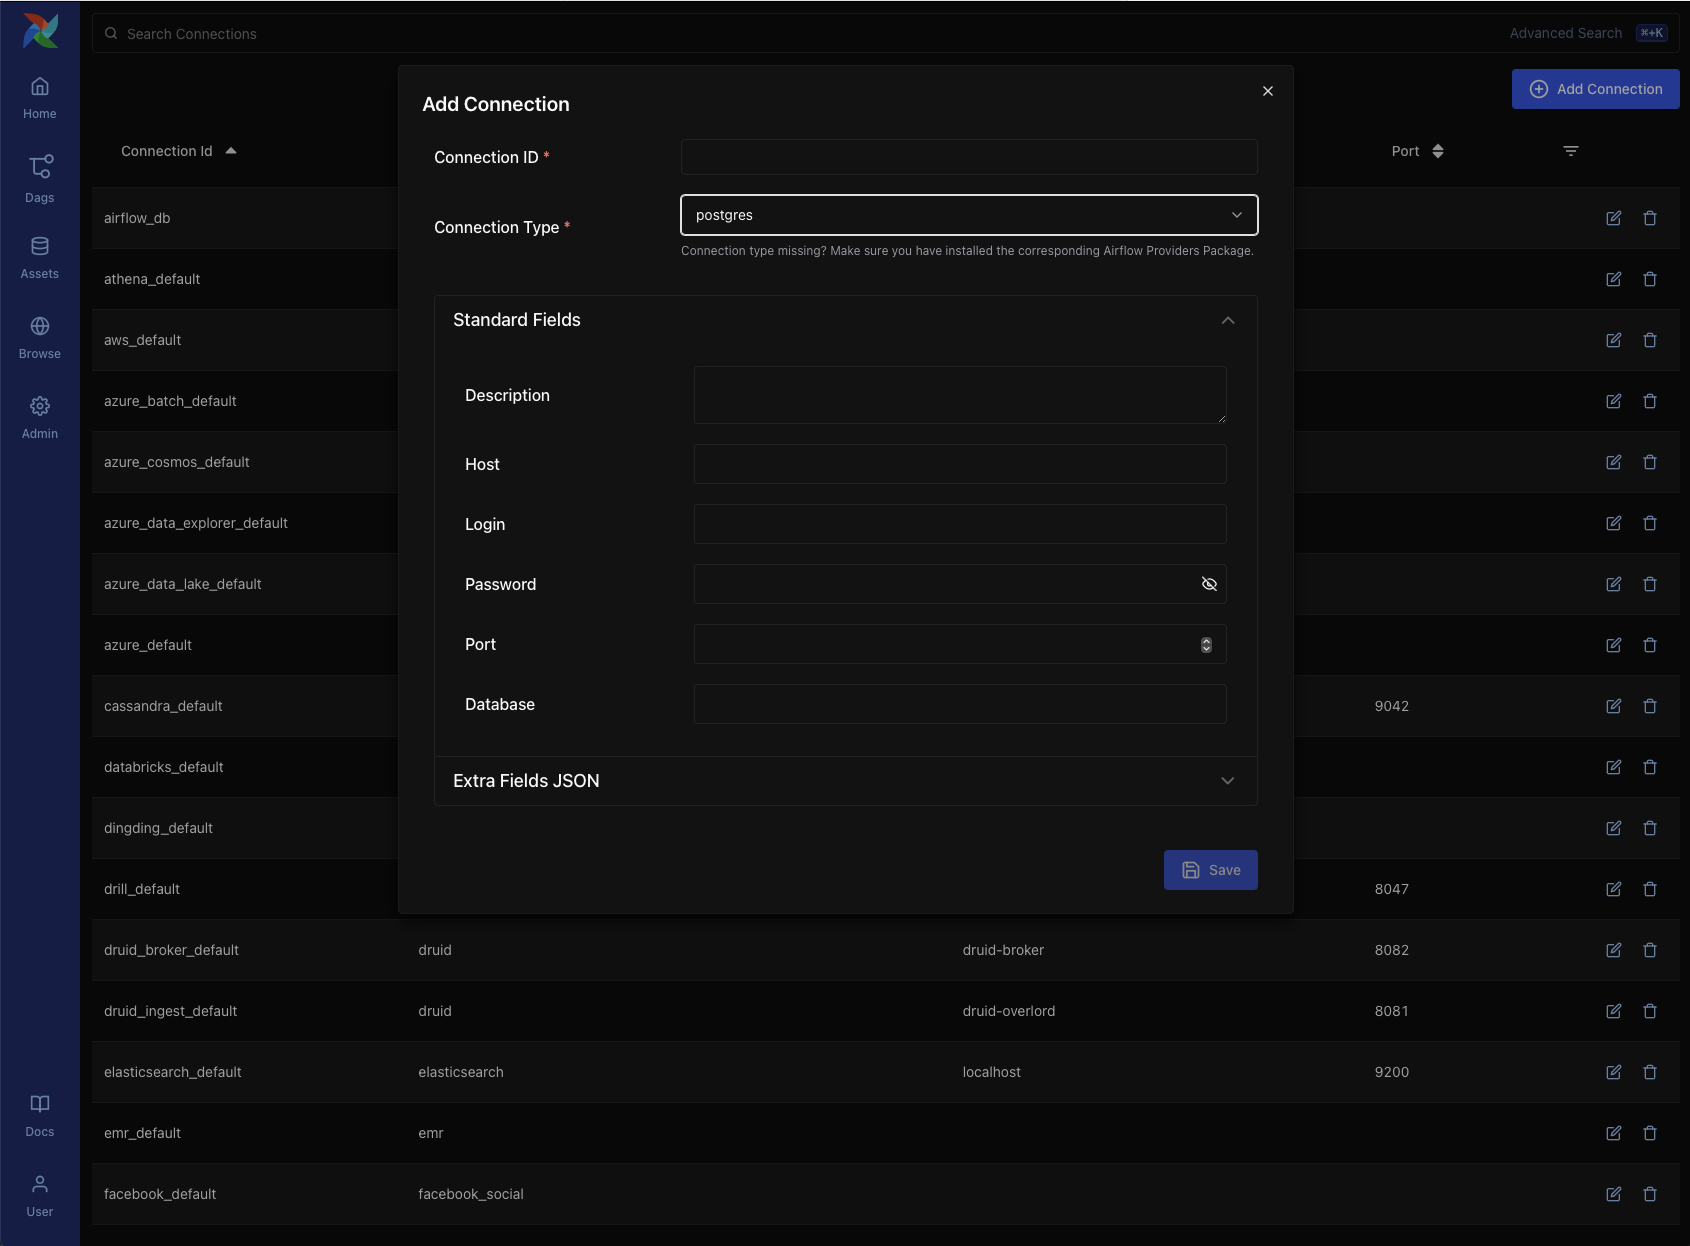 Search Connections
Advanced Search ⌘+K
Home
Dags
Assets
Browse
Admin
Docs
User
Add Connection
Connection Id
Port
airflow_db
athena_default
aws_default
azure_batch_default
azure_cosmos_default
azure_data_explorer_default
azure_data_lake_default
azure_default
cassandra_default 9042
databricks_default
dingding_default
drill_default 8047
druid_broker_default druid druid-broker 8082
druid_ingest_default druid druid-overlord 8081
elasticsearch_default elasticsearch localhost 9200
emr_default emr
facebook_default facebook_social
Add Connection
Connection ID *
Connection Type * postgres
Connection type missing? Make sure you have installed the corresponding Airflow Providers Package.
Standard Fields
Description
Host
Login
Password
Port
Database
Extra Fields JSON
Save